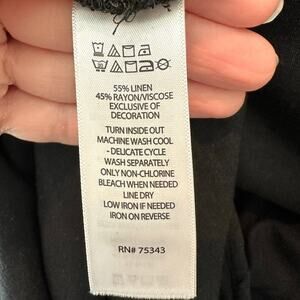 55% LINEN
45% RAYON/VISCOSE
EXCLUSIVE OF
DECORATION
TURN INSIDE OUT
MACHINE WASH COOL
- DELICATE CYCLE
WASH SEPARATELY
ONLY NON-CHLORINE
BLEACH WHEN NEEDED
LINE DRY
LOW IRON IF NEEDED
IRON ON REVERSE
RN# 75343